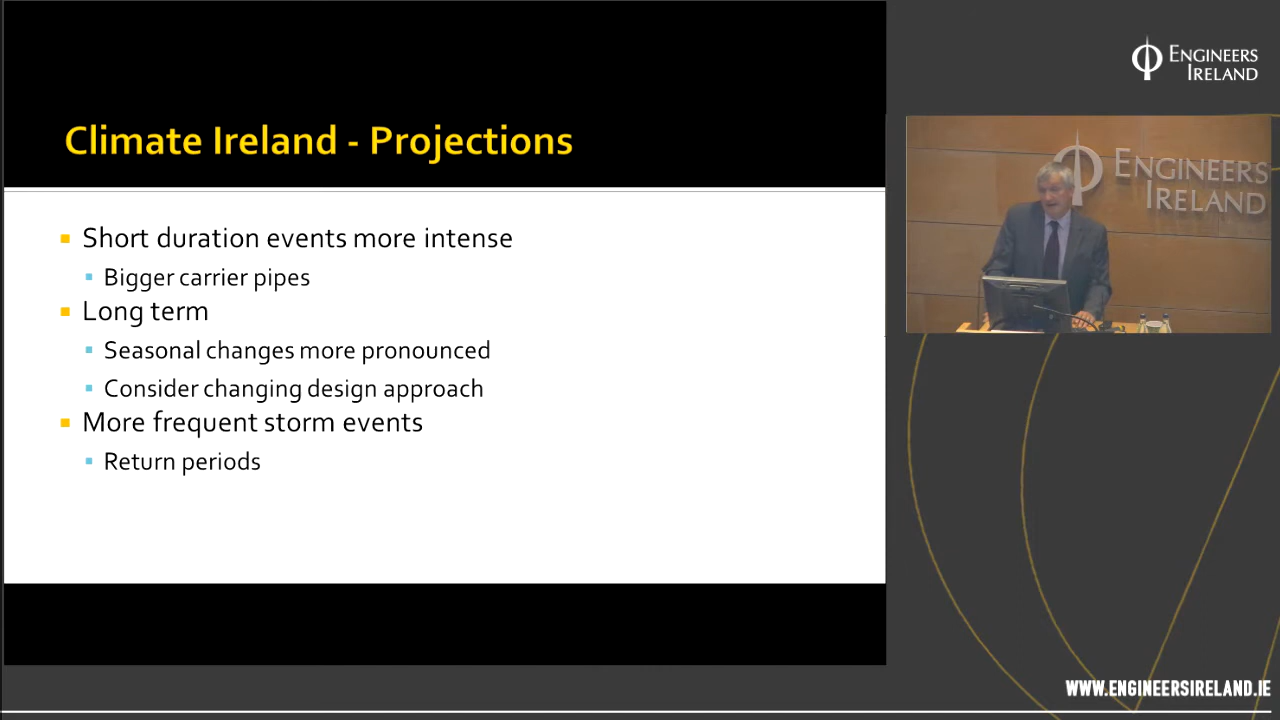 Climate Ireland - Projections
Short duration events more intense
Bigger carrier pipes
Long term
Seasonal changes more pronounced
Consider changing design approach
More frequent storm events
Return periods
ENGINEERS
IRELAND
ENGINEERS
IRELAND
WWW.ENGINEERSIRELAND.IE